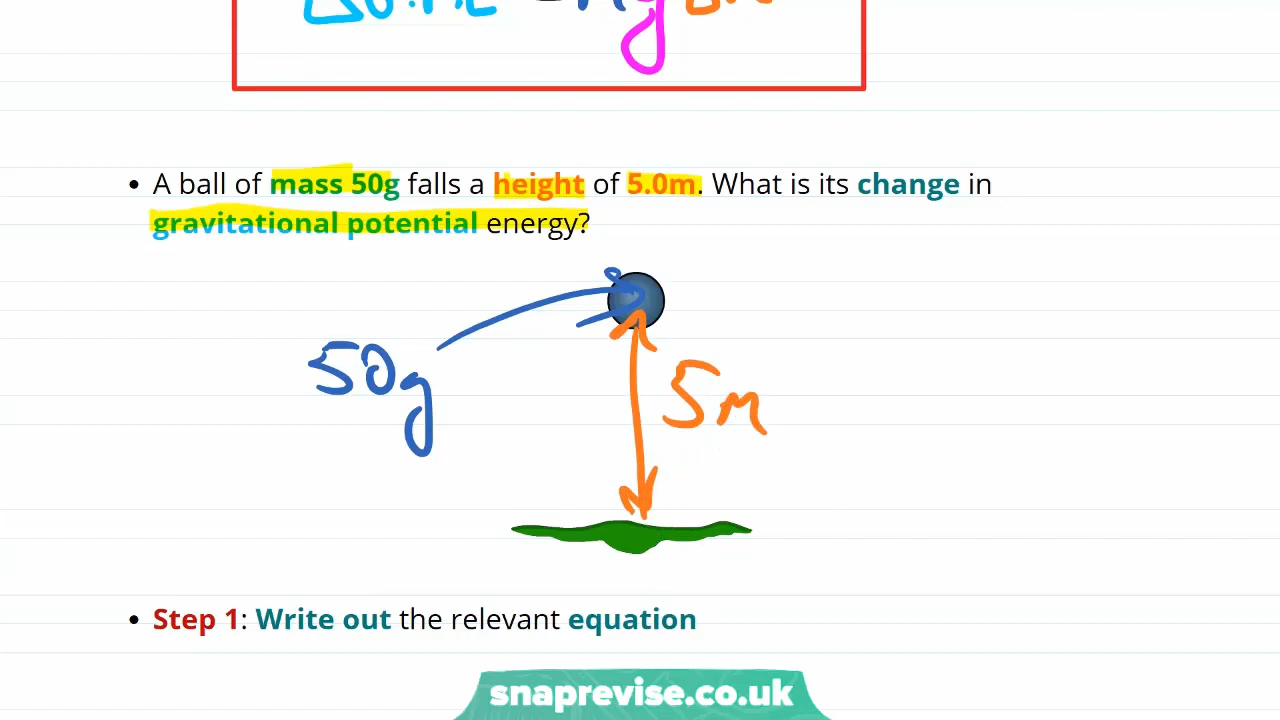 • A ball of mass 50g falls a height of 5.0m. What is its change in
gravitational potential energy?
50g
5m
• Step 1: Write out the relevant equation
snaprevise.co.uk